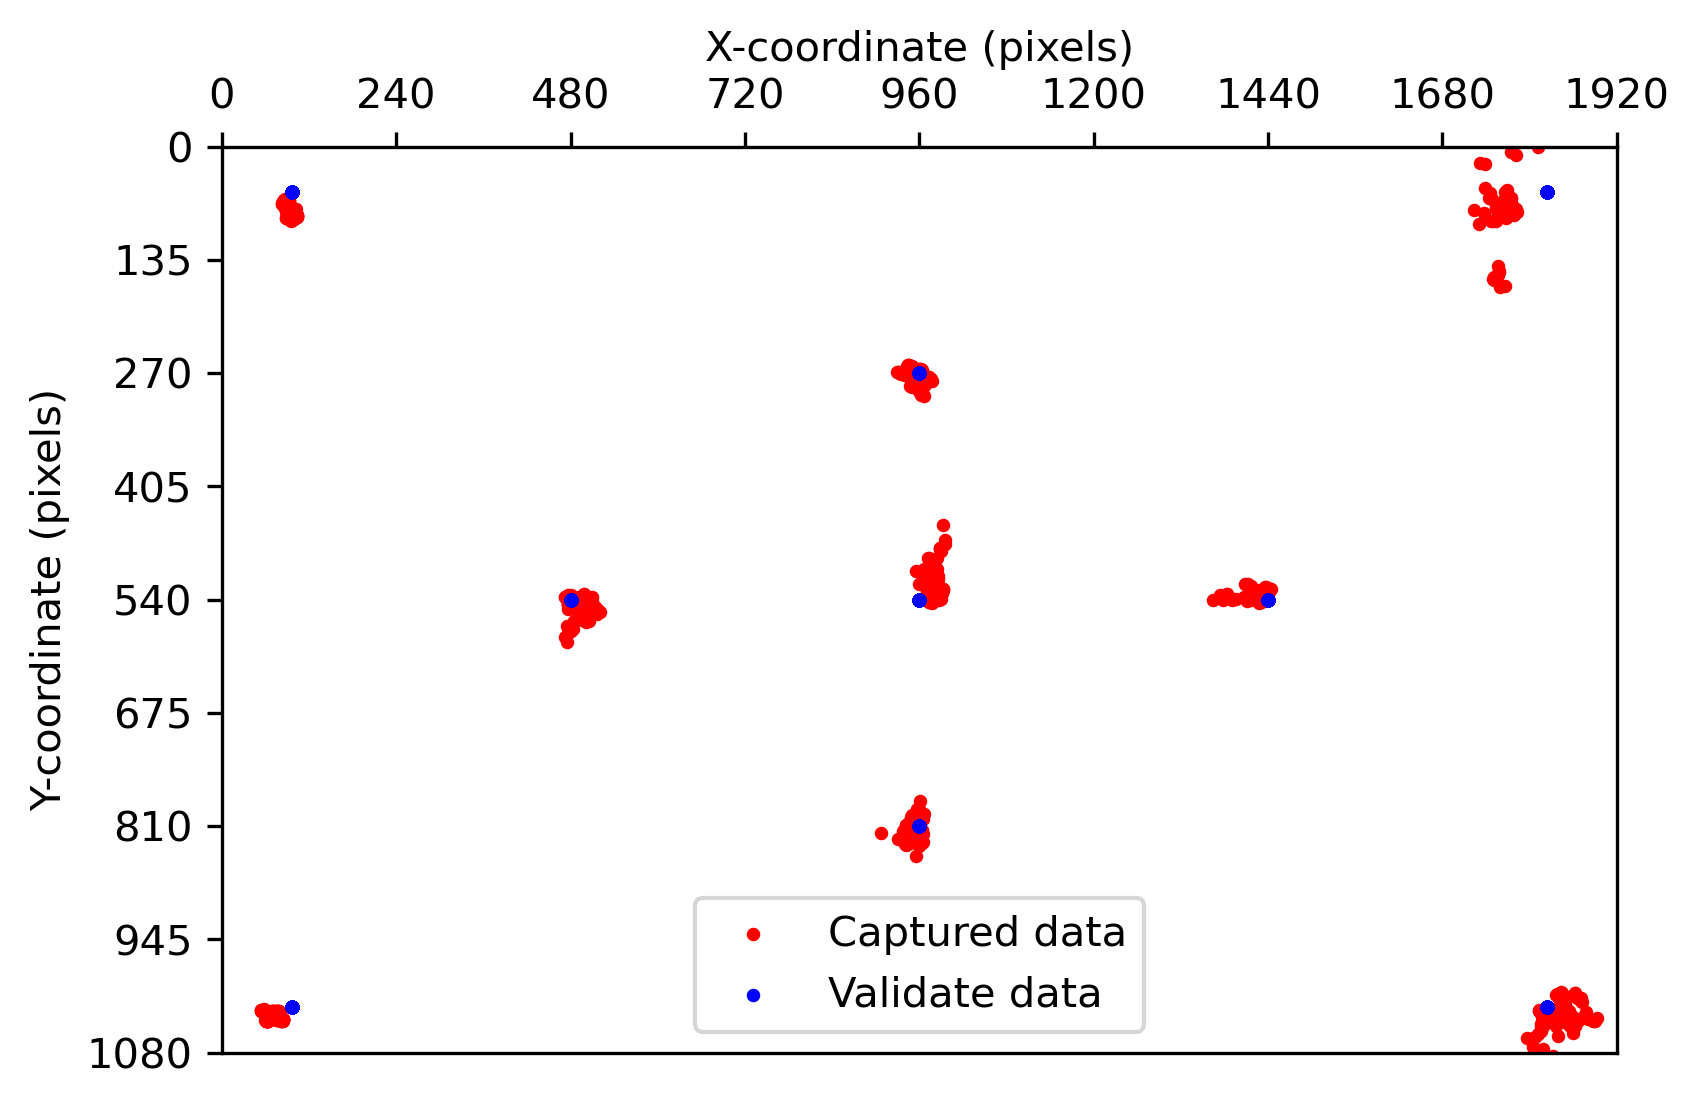 X-coordinate (pixels)
0 240 480 720 960 1200 1440 1680 1920
Y-coordinate (pixels)
0
135
270
405
540
675
810
945
1080
Captured data
Validate data